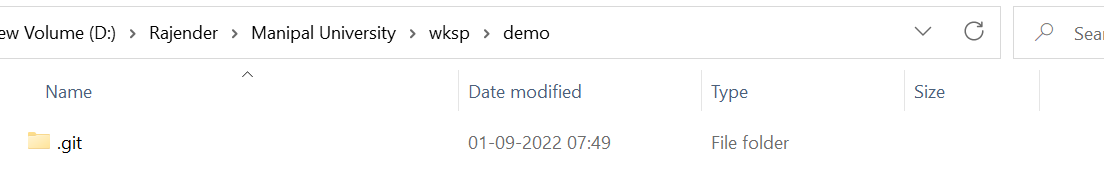 ew Volume (D:) > Rajender > Manipal University > wksp > demo Sea
Name Date modified Type Size
.git 01-09-2022 07:49 File folder